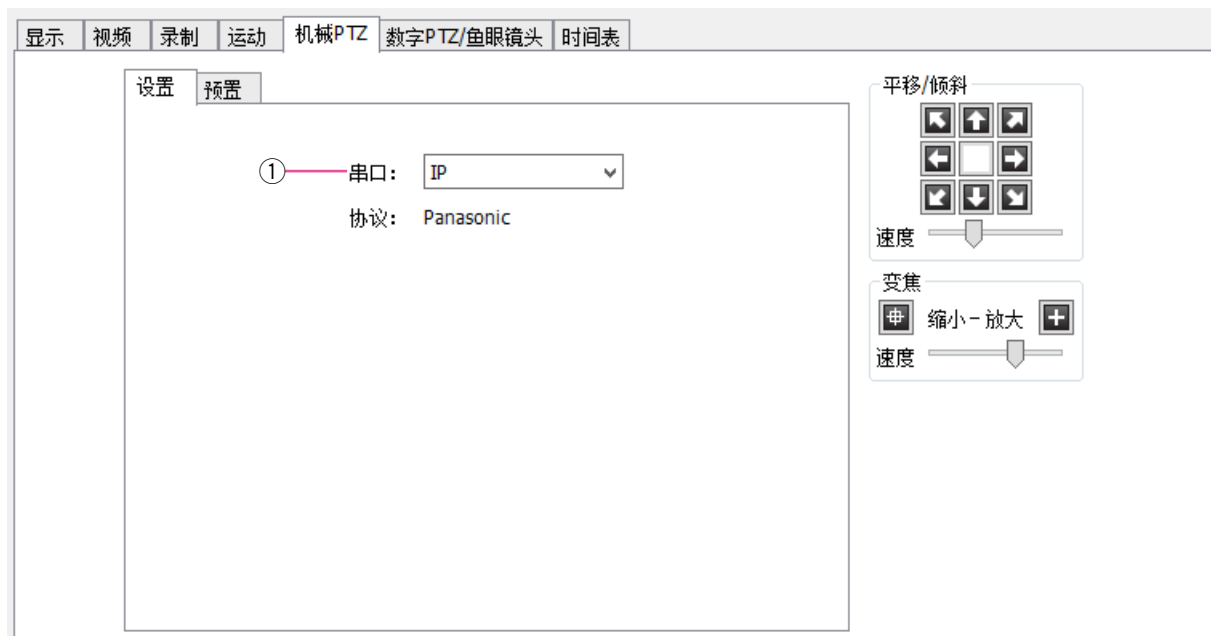 显示 视频 录制 运动 机械PTZ 数字PTZ/鱼眼镜头 时间表
设置 预置
① 串口： IP
协议： Panasonic
平移/倾斜
速度
变焦
缩小－放大
速度